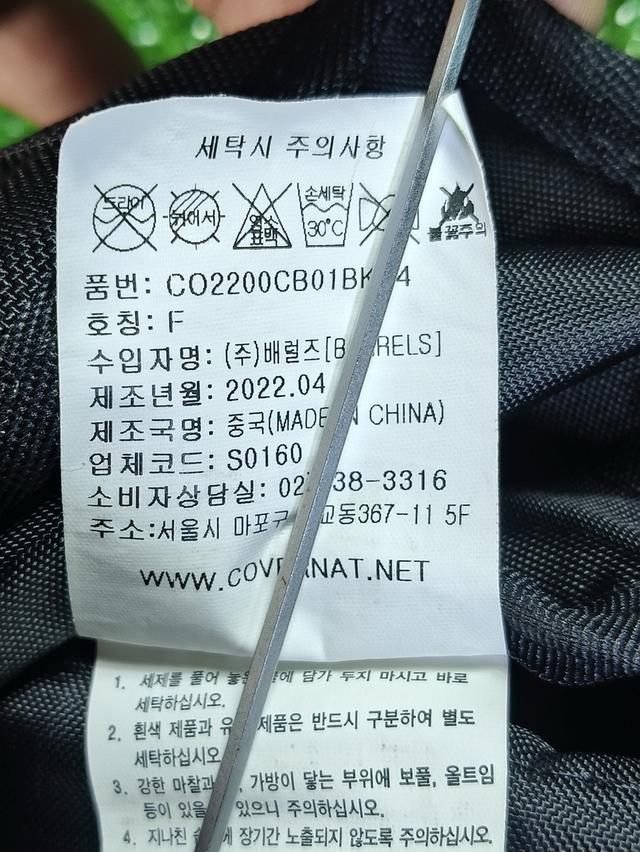 세탁시 주의사항
드라이 염소 표백 손세탁 30℃ 불꽃주의
품번: CO2200CB01BK 4
호칭: F
수입자명: (주)배럴즈[B RRELS]
제조년월: 2022.04
제조국명: 중국(MADE IN CHINA)
업체코드: S0160
소비자상담실: 02 38-3316
주소:서울시 마포구 교동367-11 5F
WWW.COVERNAT.NET
1. 세제를 풀어 놓은 물에 담가 두지 마시고 바로
세탁하십시오.
2. 흰색 제품과 유 제품은 반드시 구분하여 별도
세탁하십시오
3. 강한 마찰과 , 가방이 닿는 부위에 보풀, 올트임
등이 있을 있으니 주의하십시오.
4. 지나친 에 장기간 노출되지 않도록 주의하십시오.